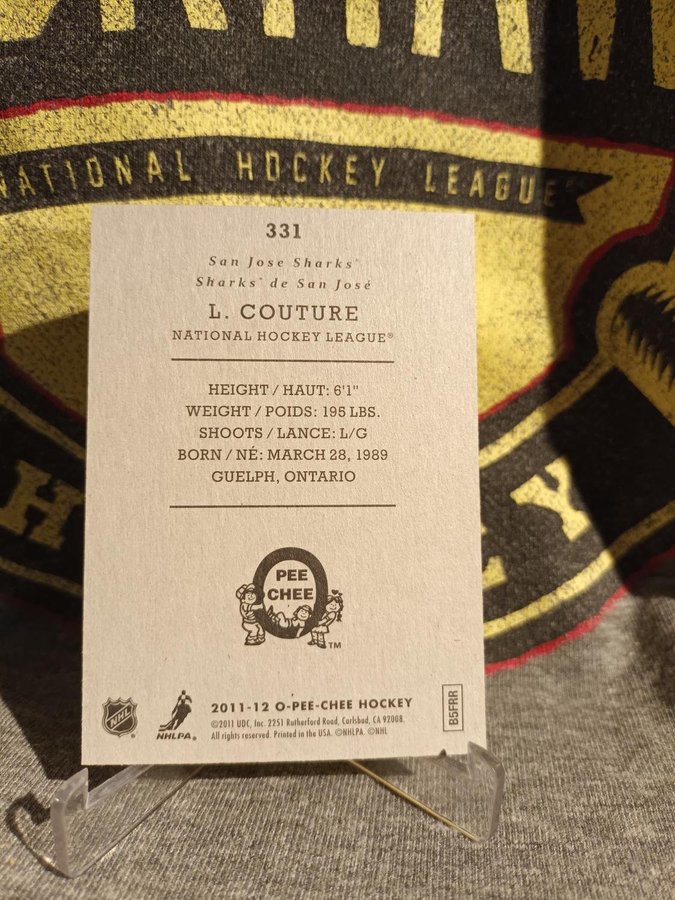 NATIONAL HOCKEY LEAGUE
331
San Jose Sharks™
Sharks™ de San José
L. COUTURE
NATIONAL HOCKEY LEAGUE®
HEIGHT / HAUT: 6'1"
WEIGHT / POIDS: 195 LBS.
SHOOTS / LANCE: L/G
BORN / NÉ: MARCH 28, 1989
GUELPH, ONTARIO
O
PEE
CHEE
TM
NHL
NHLPA®
2011-12 O-PEE-CHEE HOCKEY
©2011 UDC, Inc. 2251 Rutherford Road, Carlsbad, CA 92008.
All rights reserved. Printed in the USA. ©NHLPA. ©NHL
B5FRR